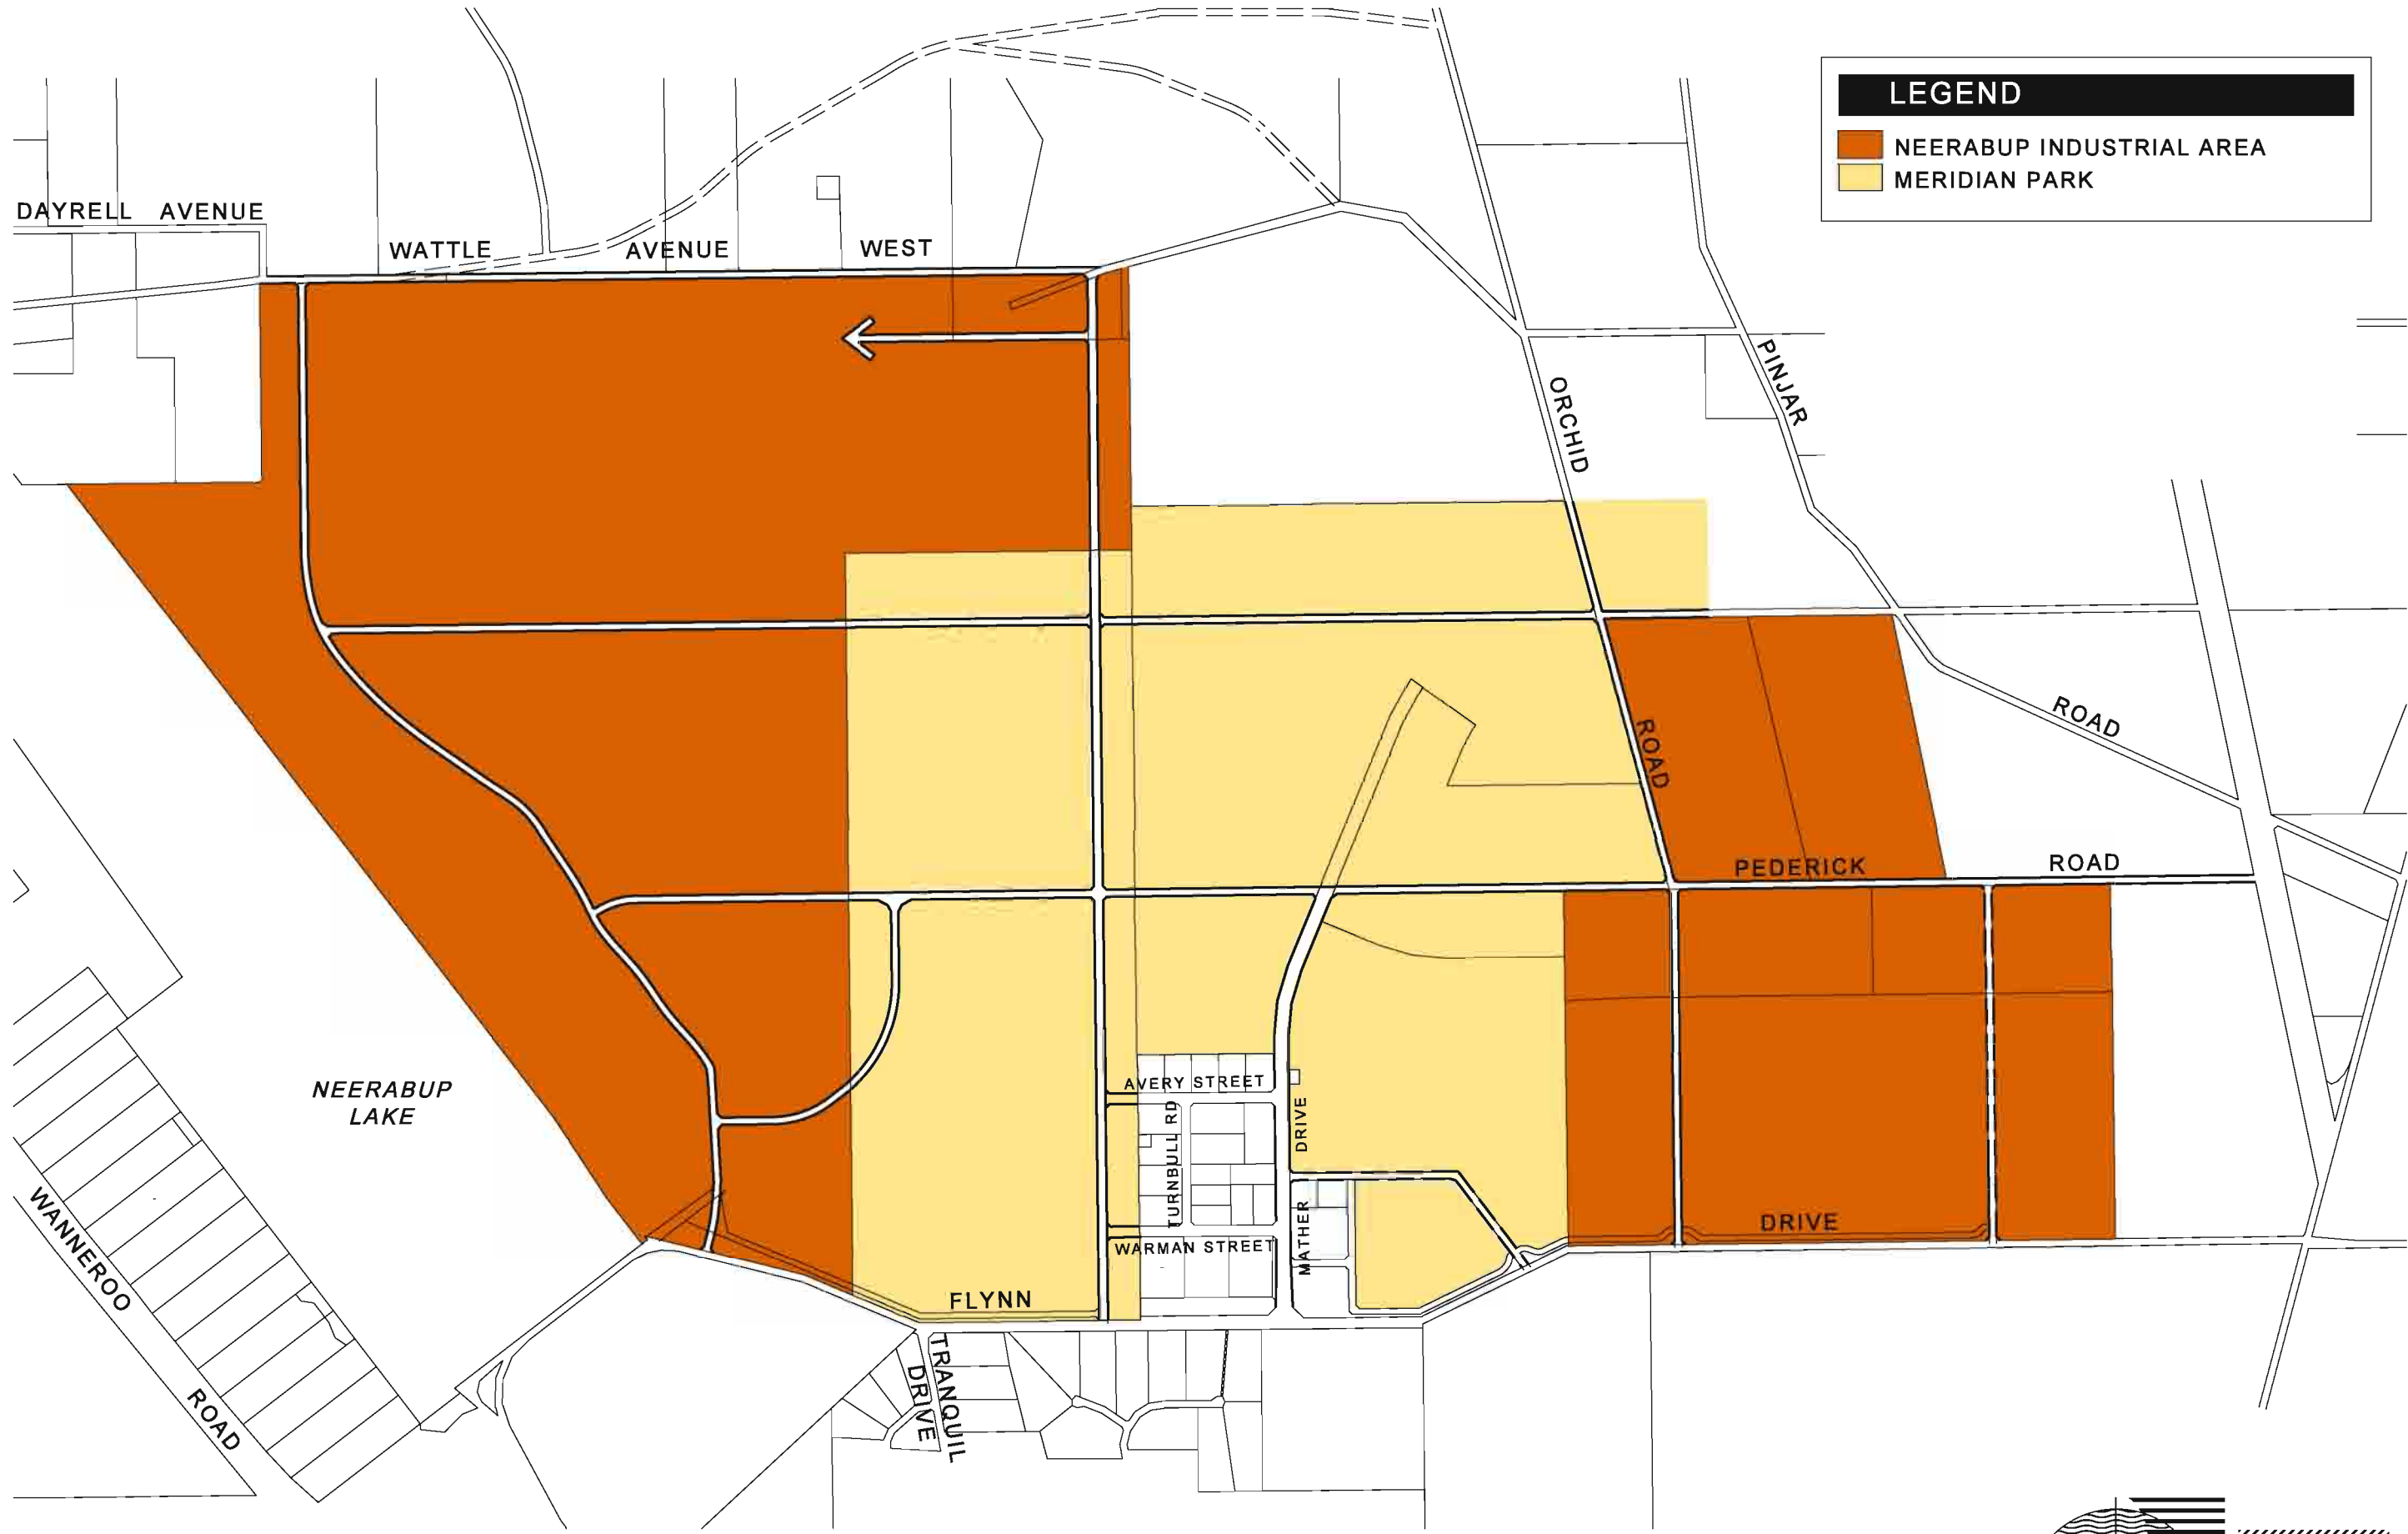 LEGEND
NEERABUP INDUSTRIAL AREA
MERIDIAN PARK
DAYRELL AVENUE
WATTLE AVENUE WEST
PINJAR
ORCHID
ROAD
ROAD
PEDERICK ROAD
NEERABUP
LAKE
AVERY STREET
TURNBULL RD
DRIVE
MATHER
WARMAN STREET
DRIVE
FLYNN
WANNEROO
ROAD
TRANQUIL
DRIVE